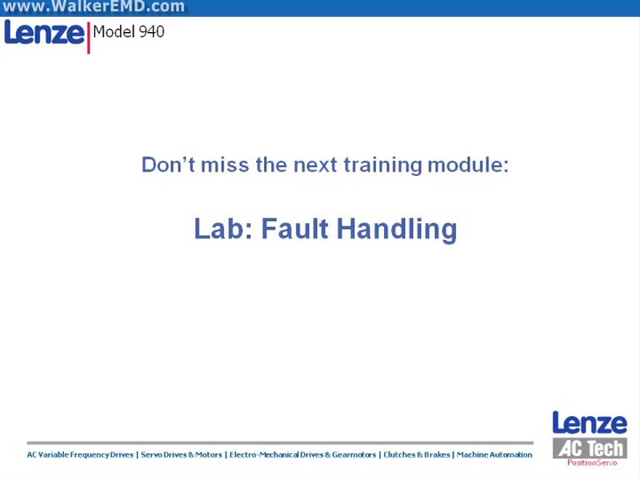 www.WalkerEMD.com
Lenze Model 940
Don't miss the next training module:
Lab: Fault Handling
Lenze
AC Tech
PositionServo
AC Variable Frequency Drives | Servo Drives & Motors | Electro-Mechanical Drives & Gearmotors | Clutches & Brakes | Machine Automation